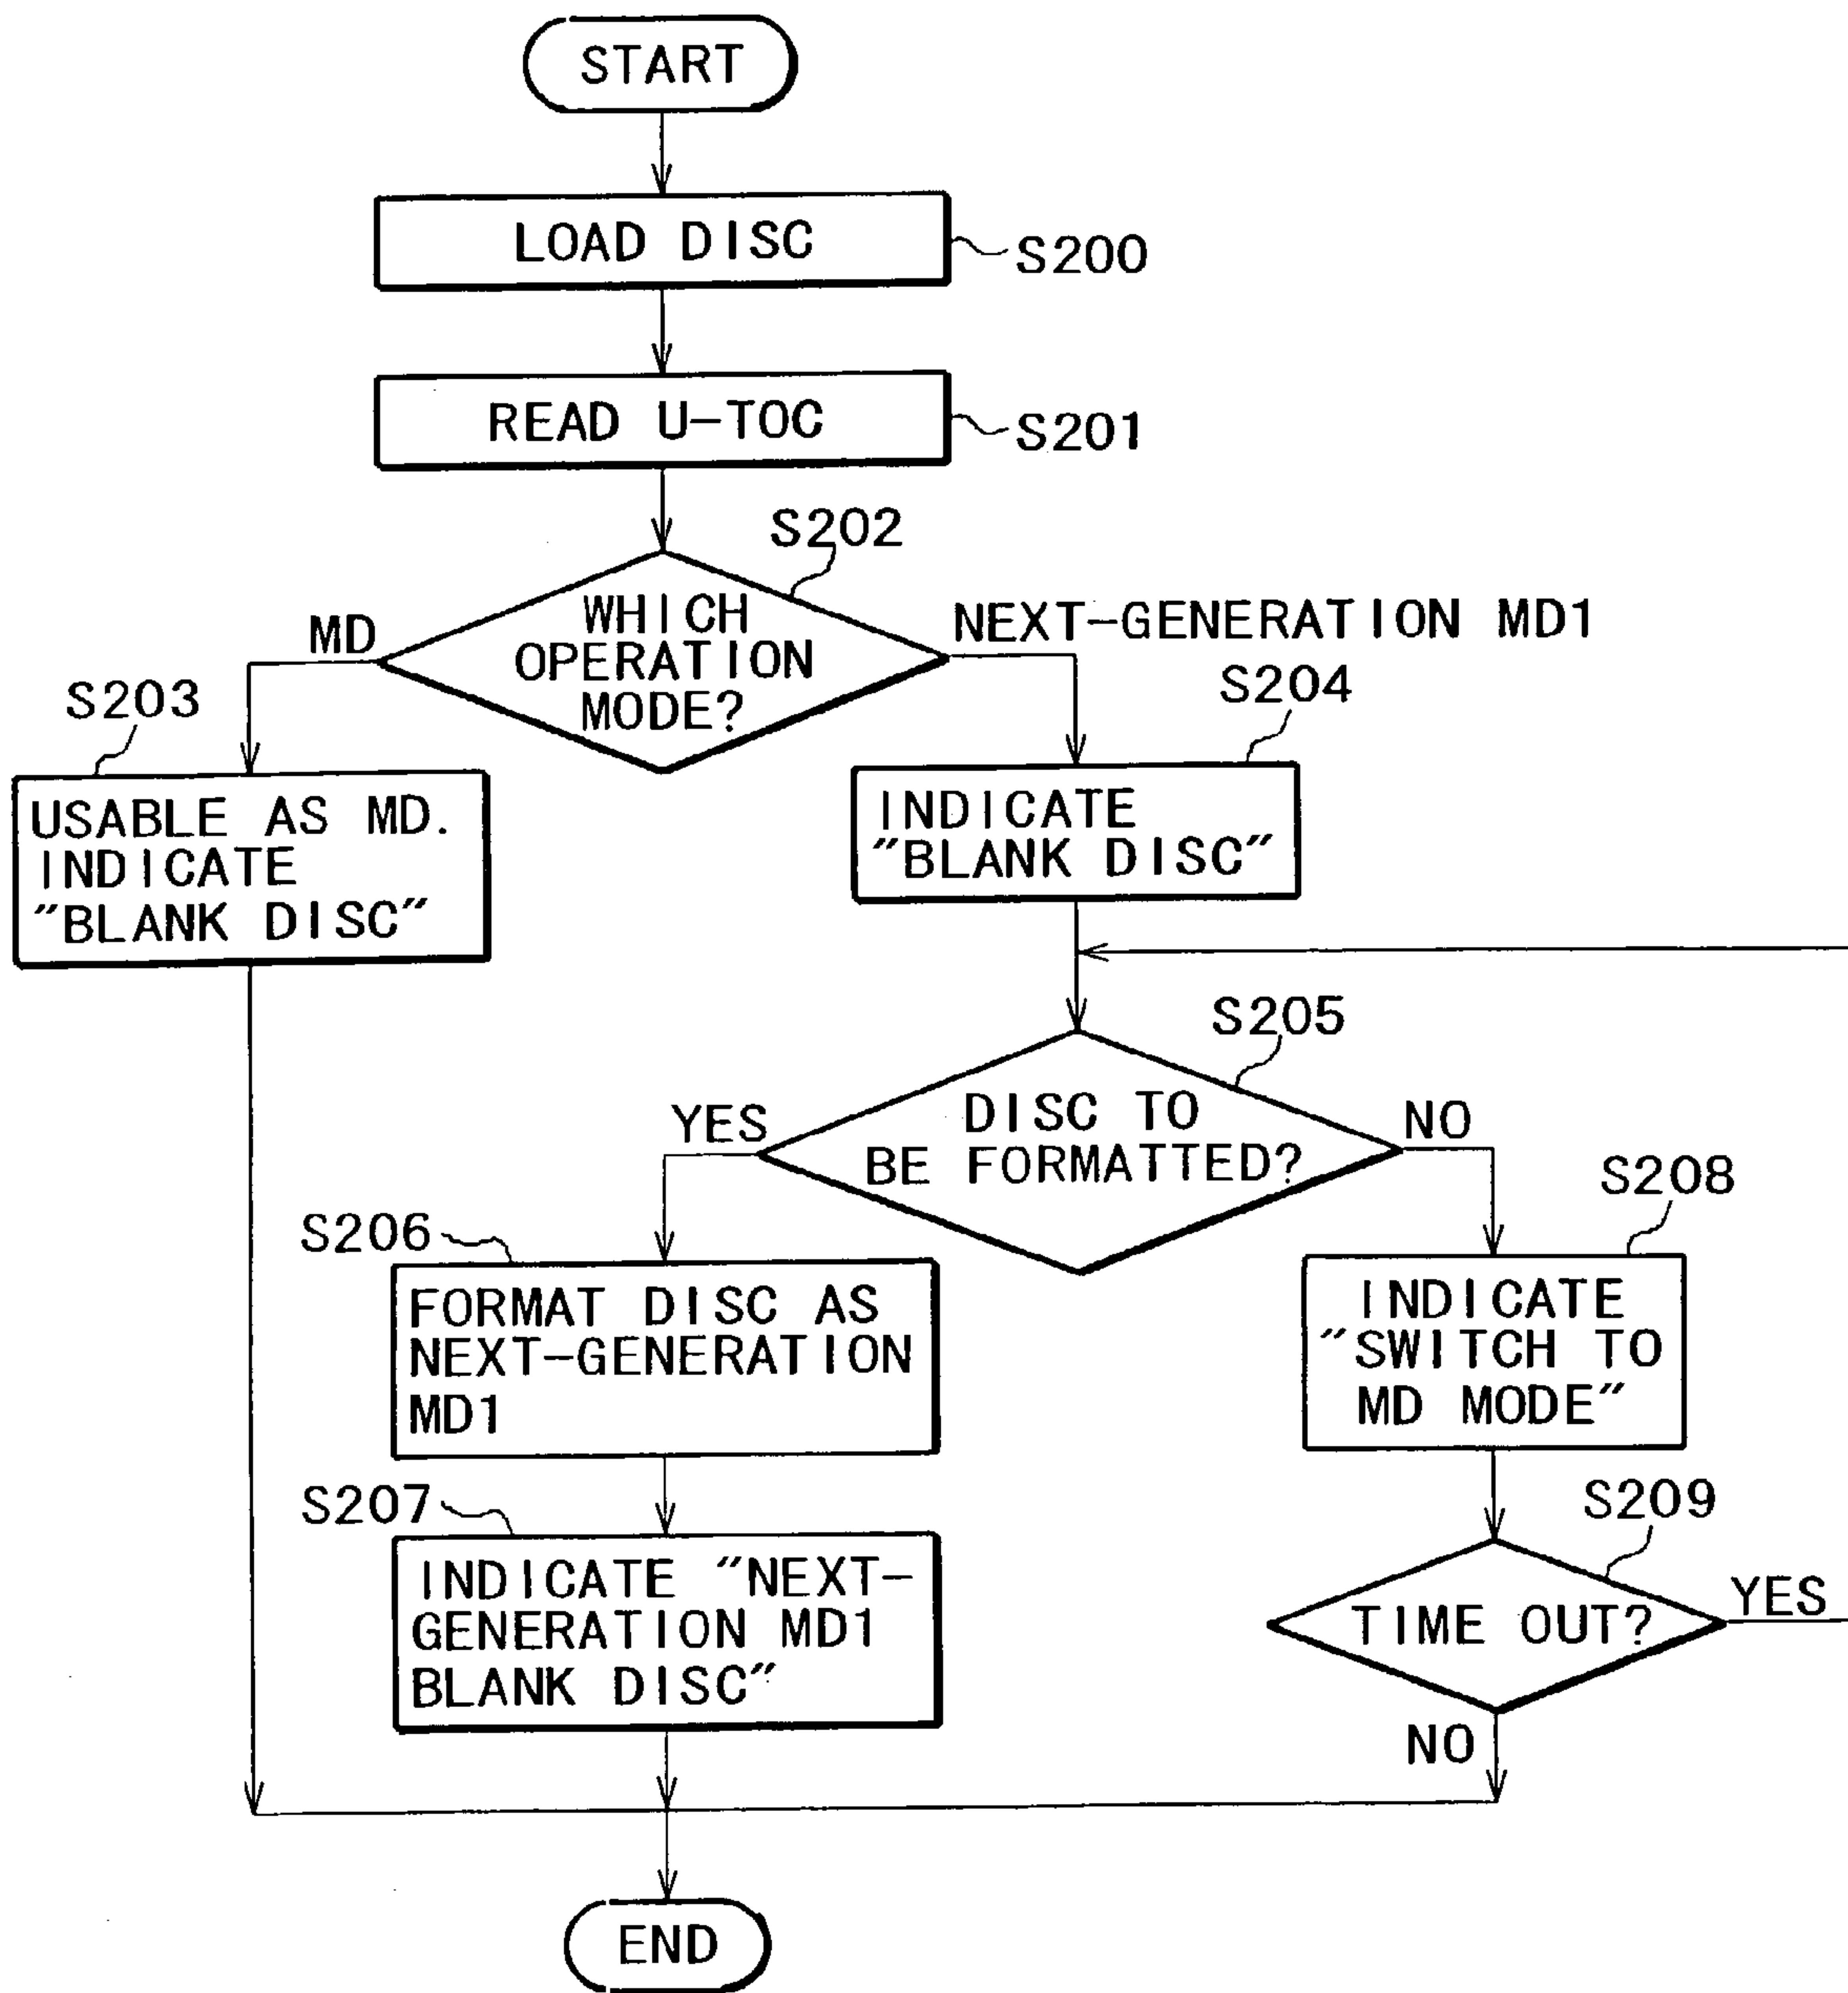 START
LOAD DISC
S200
READ U-TOC
S201
S202
WHICH
OPERATION
MODE?
MD
NEXT-GENERATION MD1
S203
USABLE AS MD.
INDICATE
"BLANK DISC"
S204
INDICATE
"BLANK DISC"
S205
DISC TO
BE FORMATTED?
YES
NO
S206
FORMAT DISC AS
NEXT-GENERATION
MD1
S208
INDICATE
"SWITCH TO
MD MODE"
S207
INDICATE "NEXT-
GENERATION MD1
BLANK DISC"
S209
TIME OUT?
YES
NO
END